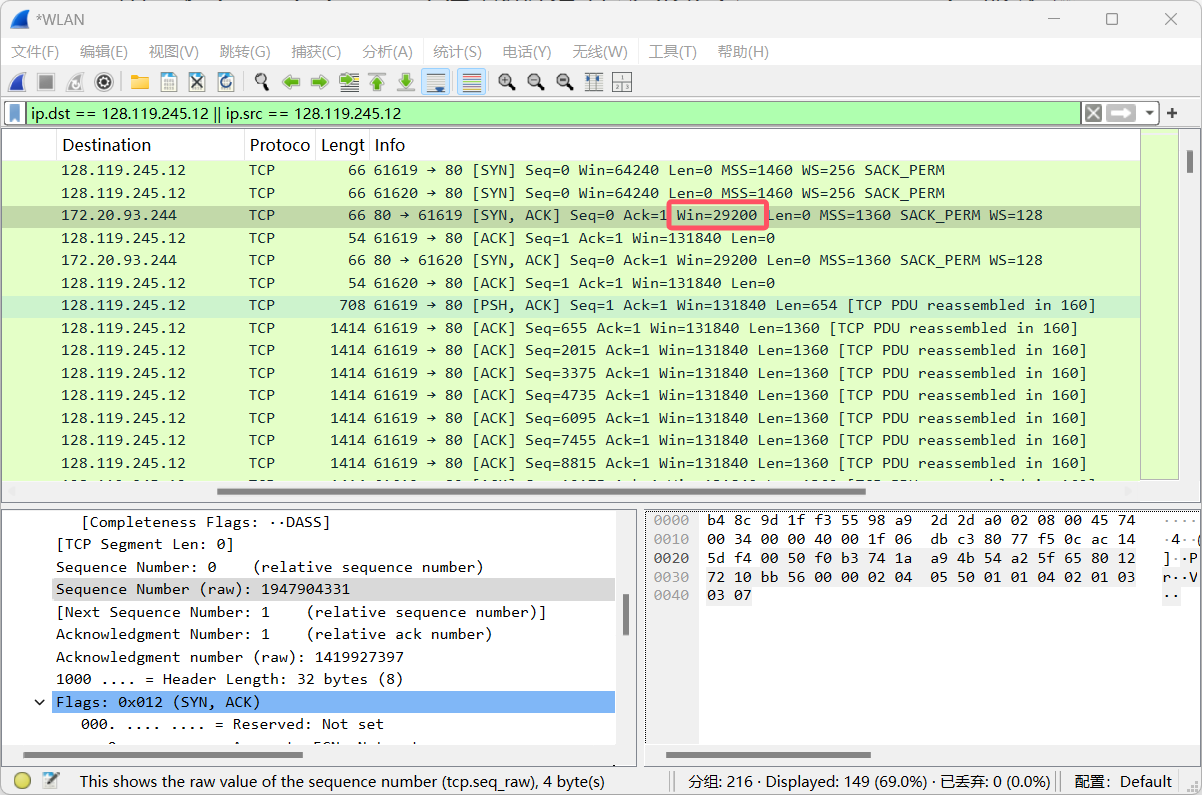 *WLAN
文件(F) 编辑(E) 视图(V) 跳转(G) 捕获(C) 分析(A) 统计(S) 电话(Y) 无线(W) 工具(T) 帮助(H)
ip.dst == 128.119.245.12 || ip.src == 128.119.245.12
Destination Protoco Lengt Info
128.119.245.12 TCP 66 61619 → 80 [SYN] Seq=0 Win=64240 Len=0 MSS=1460 WS=256 SACK_PERM
128.119.245.12 TCP 66 61620 → 80 [SYN] Seq=0 Win=64240 Len=0 MSS=1460 WS=256 SACK_PERM
172.20.93.244 TCP 66 80 → 61619 [SYN, ACK] Seq=0 Ack=1 Win=29200 Len=0 MSS=1360 SACK_PERM WS=128
128.119.245.12 TCP 54 61619 → 80 [ACK] Seq=1 Ack=1 Win=131840 Len=0
172.20.93.244 TCP 66 80 → 61620 [SYN, ACK] Seq=0 Ack=1 Win=29200 Len=0 MSS=1360 SACK_PERM WS=128
128.119.245.12 TCP 54 61620 → 80 [ACK] Seq=1 Ack=1 Win=131840 Len=0
128.119.245.12 TCP 708 61619 → 80 [PSH, ACK] Seq=1 Ack=1 Win=131840 Len=654 [TCP PDU reassembled in 160]
128.119.245.12 TCP 1414 61619 → 80 [ACK] Seq=655 Ack=1 Win=131840 Len=1360 [TCP PDU reassembled in 160]
128.119.245.12 TCP 1414 61619 → 80 [ACK] Seq=2015 Ack=1 Win=131840 Len=1360 [TCP PDU reassembled in 160]
128.119.245.12 TCP 1414 61619 → 80 [ACK] Seq=3375 Ack=1 Win=131840 Len=1360 [TCP PDU reassembled in 160]
128.119.245.12 TCP 1414 61619 → 80 [ACK] Seq=4735 Ack=1 Win=131840 Len=1360 [TCP PDU reassembled in 160]
128.119.245.12 TCP 1414 61619 → 80 [ACK] Seq=6095 Ack=1 Win=131840 Len=1360 [TCP PDU reassembled in 160]
128.119.245.12 TCP 1414 61619 → 80 [ACK] Seq=7455 Ack=1 Win=131840 Len=1360 [TCP PDU reassembled in 160]
128.119.245.12 TCP 1414 61619 → 80 [ACK] Seq=8815 Ack=1 Win=131840 Len=1360 [TCP PDU reassembled in 160]
[Completeness Flags: ··DASS]
[TCP Segment Len: 0]
Sequence Number: 0 (relative sequence number)
Sequence Number (raw): 1947904331
[Next Sequence Number: 1 (relative sequence number)]
Acknowledgment Number: 1 (relative ack number)
Acknowledgment number (raw): 1419927397
1000 .... = Header Length: 32 bytes (8)
Flags: 0x012 (SYN, ACK)
000. .... .... = Reserved: Not set
0000 b4 8c 9d 1f f3 55 98 a9 2d 2d a0 02 08 00 45 74 ····
0010 00 34 00 00 40 00 1f 06 db c3 80 77 f5 0c ac 14 ·4··(
0020 5d f4 00 50 f0 b3 74 1a a9 4b 54 a2 5f 65 80 12 ]··P
0030 72 10 bb 56 00 00 02 04 05 50 01 01 04 02 01 03 r··V
0040 03 07 ··
This shows the raw value of the sequence number (tcp.seq_raw), 4 byte(s) 分组: 216 · Displayed: 149 (69.0%) · 已丢弃: 0 (0.0%) 配置: Default